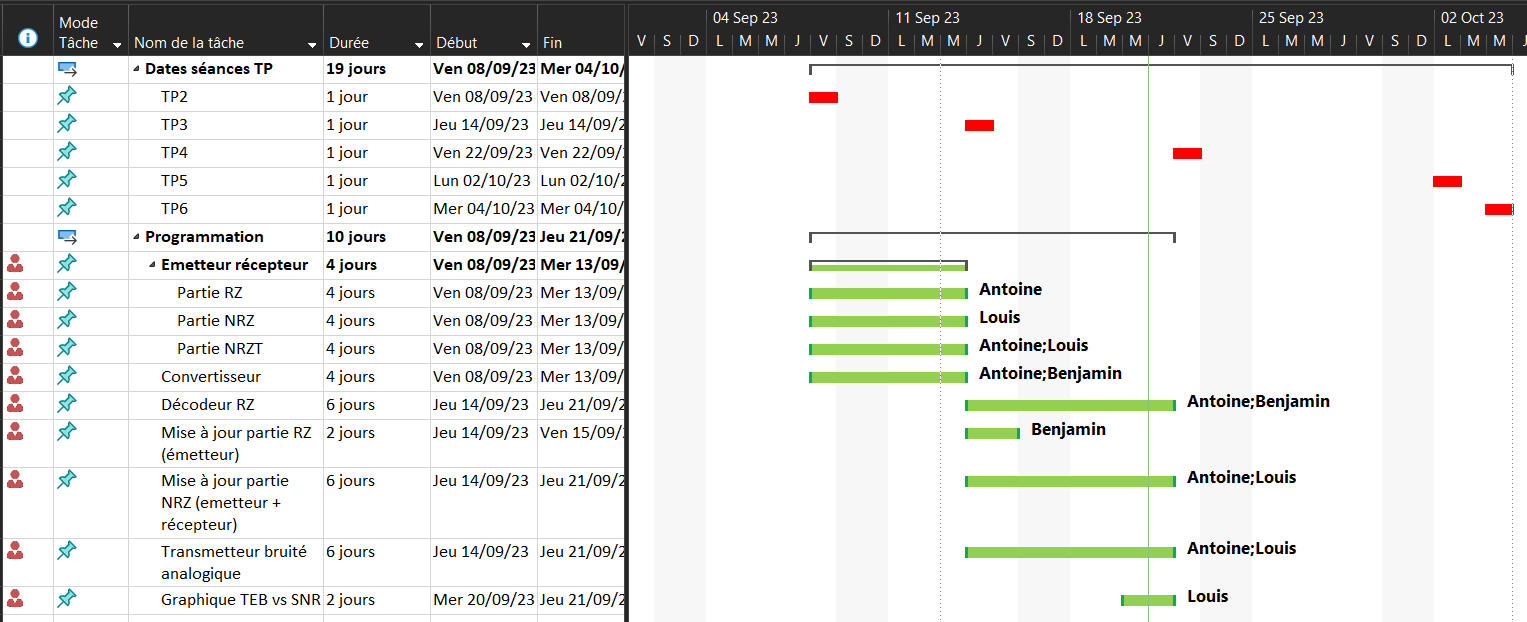 Mode Tâche Nom de la tâche Durée Début Fin
04 Sep 23 11 Sep 23 18 Sep 23 25 Sep 23 02 Oct 23
V S D L M M J V S D L M M J V S D L M M J V S D L M M J V S D L M M J
Dates séances TP 19 jours Ven 08/09/23 Mer 04/10/
TP2 1 jour Ven 08/09/23 Ven 08/09/2
TP3 1 jour Jeu 14/09/23 Jeu 14/09/2
TP4 1 jour Ven 22/09/23 Ven 22/09/2
TP5 1 jour Lun 02/10/23 Lun 02/10/2
TP6 1 jour Mer 04/10/23 Mer 04/10/
Programmation 10 jours Ven 08/09/23 Jeu 21/09/2
Emetteur récepteur 4 jours Ven 08/09/23 Mer 13/09/
Partie RZ 4 jours Ven 08/09/23 Mer 13/09/ Antoine
Partie NRZ 4 jours Ven 08/09/23 Mer 13/09/ Louis
Partie NRZT 4 jours Ven 08/09/23 Mer 13/09/ Antoine;Louis
Convertisseur 4 jours Ven 08/09/23 Mer 13/09/ Antoine;Benjamin
Décodeur RZ 6 jours Jeu 14/09/23 Jeu 21/09/2 Antoine;Benjamin
Mise à jour partie RZ 2 jours Jeu 14/09/23 Ven 15/09/2 Benjamin
(émetteur)
Mise à jour partie 6 jours Jeu 14/09/23 Jeu 21/09/2 Antoine;Louis
NRZ (emetteur +
récepteur)
Transmetteur bruité 6 jours Jeu 14/09/23 Jeu 21/09/2 Antoine;Louis
analogique
Graphique TEB vs SNR 2 jours Mer 20/09/23 Jeu 21/09/2 Louis